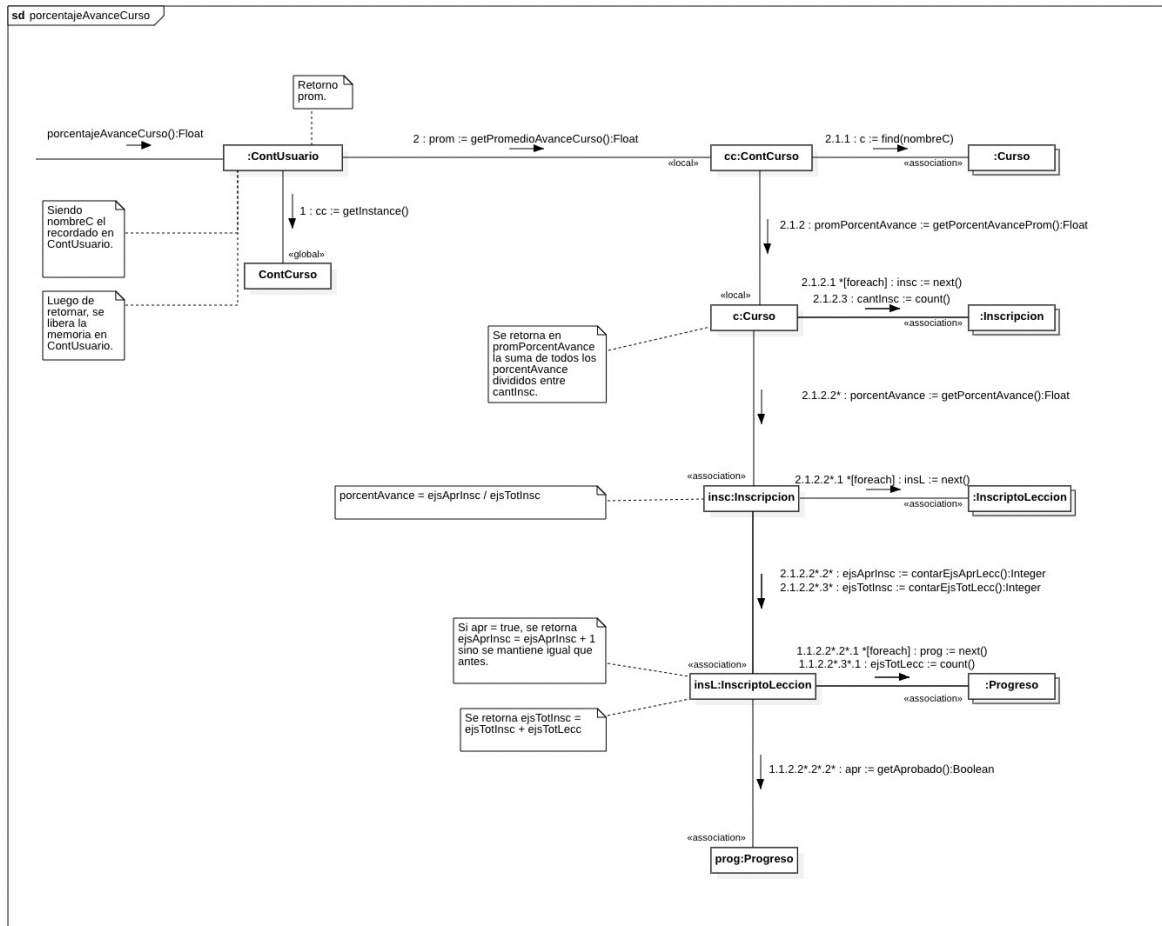 sd porcentajeAvanceCurso
Retorno
prom.
porcentajeAvanceCurso():Float
:ContUsuario
2 : prom := getPromedioAvanceCurso():Float
«local»
cc:ContCurso
2.1.1 : c := find(nombreC)
«association»
:Curso
Siendo
nombreC el
recordado en
ContUsuario.
1 : cc := getInstance()
«global»
ContCurso
Luego de
retornar, se
libera la
memoria en
ContUsuario.
2.1.2 : promPorcentAvance := getPorcentAvanceProm():Float
«local»
c:Curso
2.1.2.1 *[foreach] : insc := next()
2.1.2.3 : cantInsc := count()
«association»
:Inscripcion
Se retorna en
promPorcentAvance
la suma de todos los
porcentAvance
divididos entre
cantInsc.
2.1.2.2* : porcentAvance := getPorcentAvance():Float
«association»
insc:Inscripcion
2.1.2.2*.1 *[foreach] : insL := next()
«association»
:InscriptoLeccion
porcentAvance = ejsAprInsc / ejsTotInsc
2.1.2.2*.2* : ejsAprInsc := contarEjsAprLecc():Integer
2.1.2.2*.3* : ejsTotInsc := contarEjsTotLecc():Integer
Si apr = true, se retorna
ejsAprInsc = ejsAprInsc + 1
sino se mantiene igual que
antes.
«association»
insL:InscriptoLeccion
1.1.2.2*.2*.1 *[foreach] : prog := next()
1.1.2.2*.3*.1 : ejsTotLecc := count()
«association»
:Progreso
Se retorna ejsTotInsc =
ejsTotInsc + ejsTotLecc
1.1.2.2*.2*.2* : apr := getAprobado():Boolean
«association»
prog:Progreso